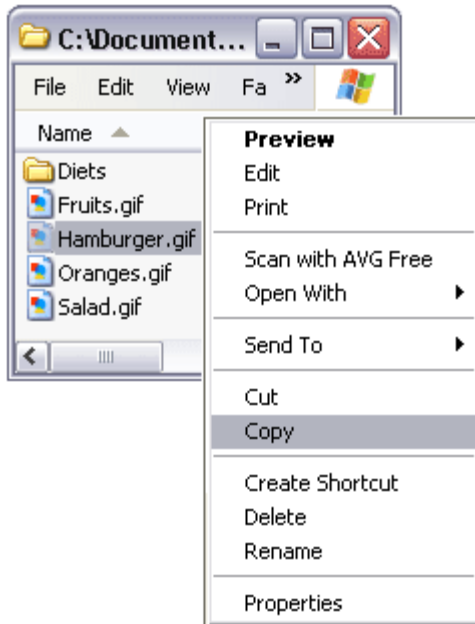 C:\Document...
File Edit View Fa »
Name
Diets
Fruits.gif
Hamburger.gif
Oranges.gif
Salad.gif
Preview
Edit
Print
Scan with AVG Free
Open With
Send To
Cut
Copy
Create Shortcut
Delete
Rename
Properties